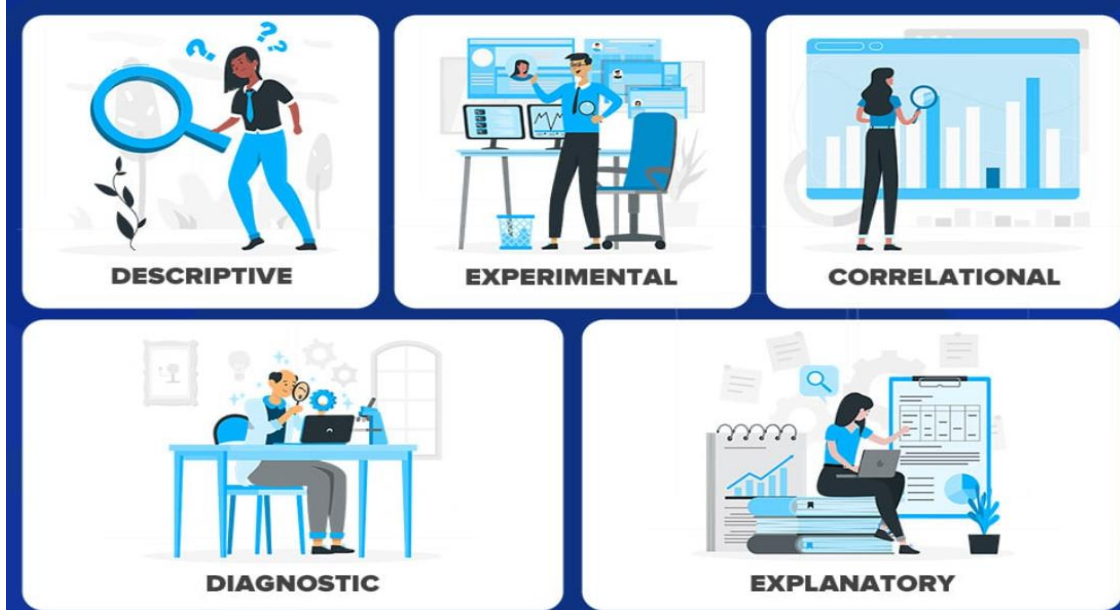 DESCRIPTIVE
EXPERIMENTAL
CORRELATIONAL
DIAGNOSTIC
EXPLANATORY